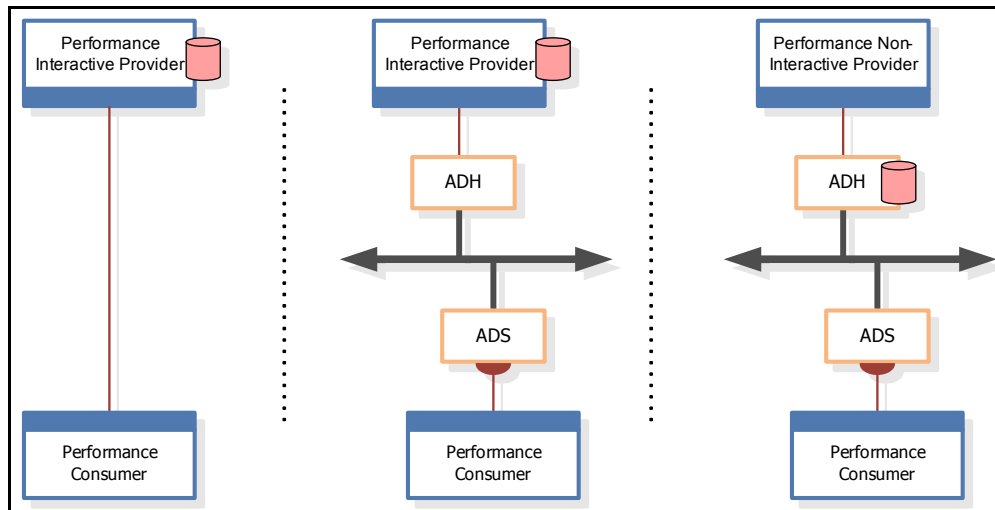 Performance
Interactive Provider
Performance
Interactive Provider
Performance Non-
Interactive Provider
ADH
ADH
ADS
ADS
Performance
Consumer
Performance
Consumer
Performance
Consumer